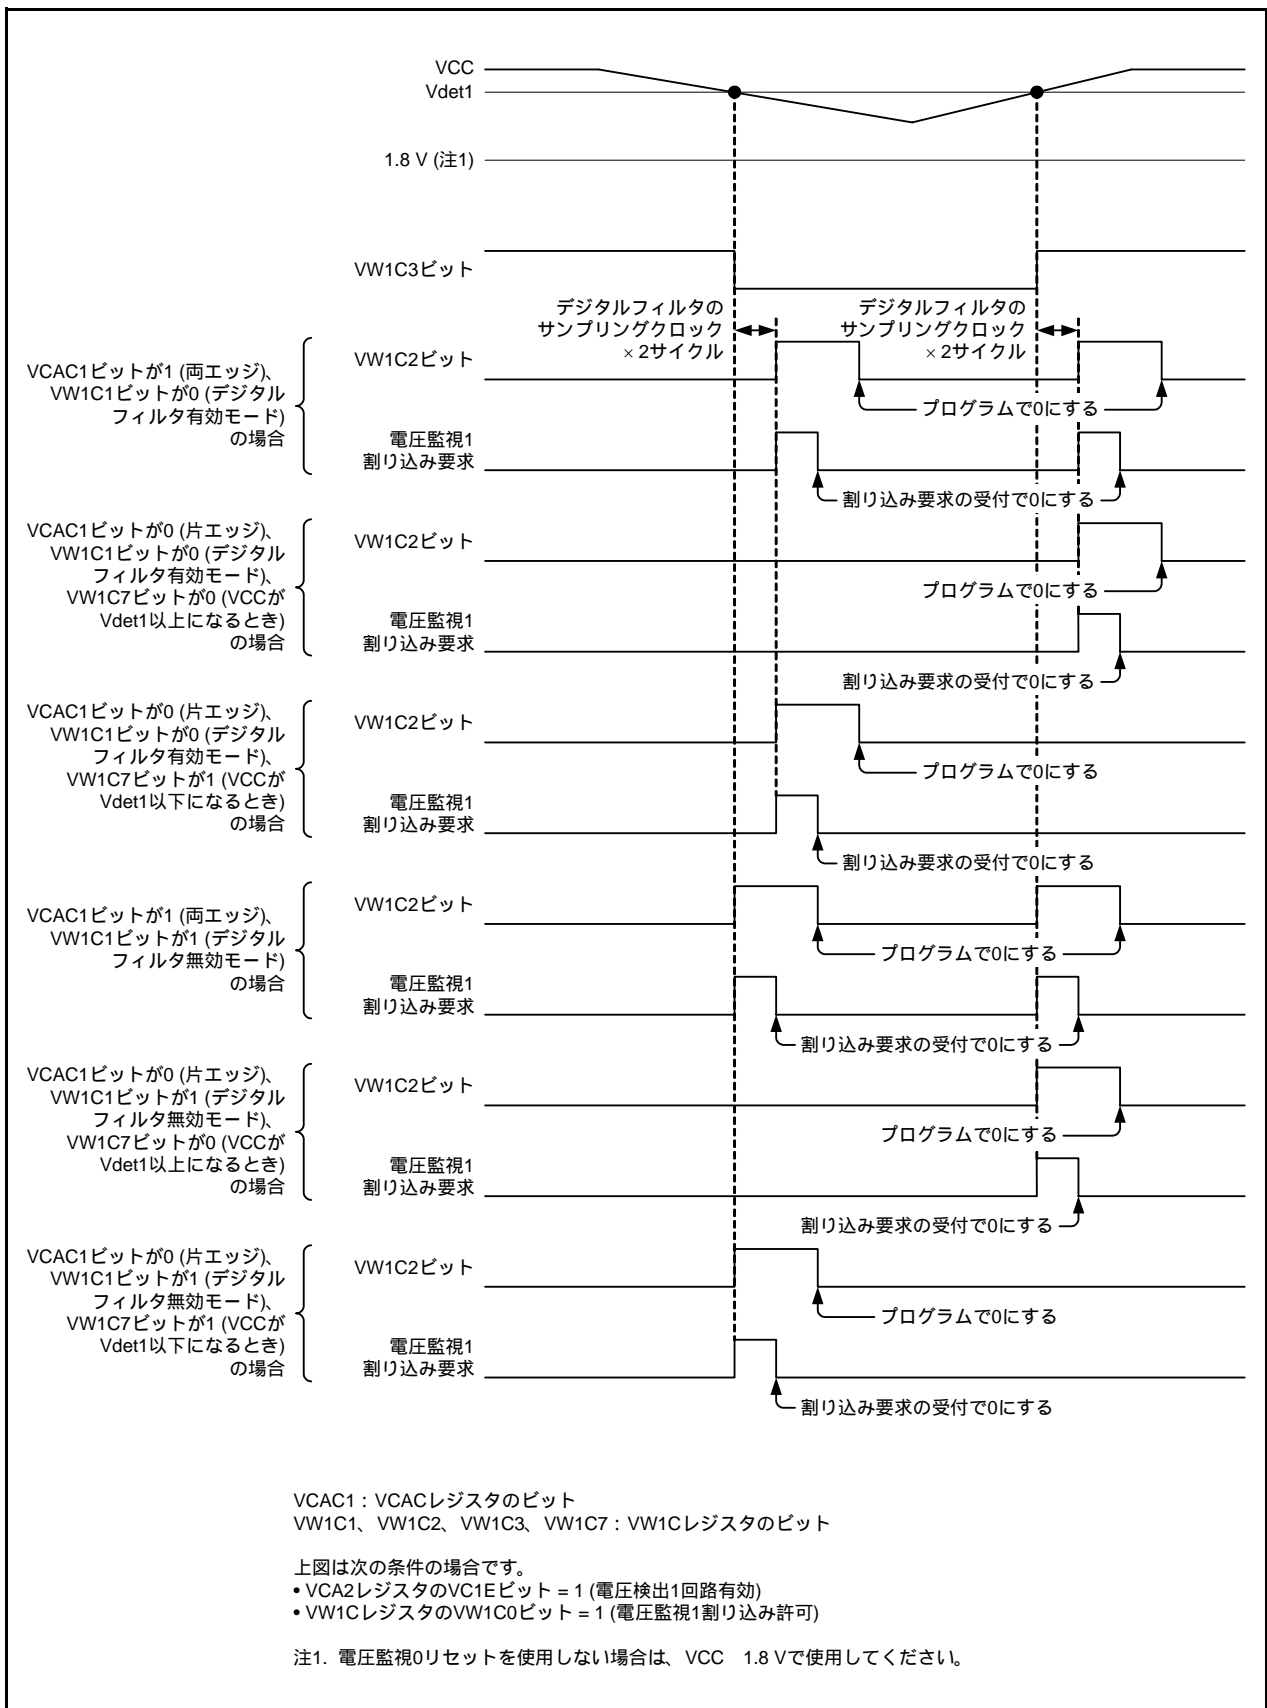 VCC
Vdet1
1.8 V (注1)
VW1C3ビット
デジタルフィルタの
サンプリングクロック
× 2サイクル
デジタルフィルタの
サンプリングクロック
× 2サイクル
VCAC1ビットが1 (両エッジ)、
VW1C1ビットが0 (デジタル
フィルタ有効モード)
の場合
VW1C2ビット
プログラムで0にする
電圧監視1
割り込み要求
割り込み要求の受付で0にする
VCAC1ビットが0 (片エッジ)、
VW1C1ビットが0 (デジタル
フィルタ有効モード)、
VW1C7ビットが0 (VCCが
Vdet1以上になるとき)
の場合
VW1C2ビット
プログラムで0にする
電圧監視1
割り込み要求
割り込み要求の受付で0にする
VCAC1ビットが0 (片エッジ)、
VW1C1ビットが0 (デジタル
フィルタ有効モード)、
VW1C7ビットが1 (VCCが
Vdet1以下になるとき)
の場合
VW1C2ビット
プログラムで0にする
電圧監視1
割り込み要求
割り込み要求の受付で0にする
VCAC1ビットが1 (両エッジ)、
VW1C1ビットが1 (デジタル
フィルタ無効モード)
の場合
VW1C2ビット
プログラムで0にする
電圧監視1
割り込み要求
割り込み要求の受付で0にする
VCAC1ビットが0 (片エッジ)、
VW1C1ビットが1 (デジタル
フィルタ無効モード)、
VW1C7ビットが0 (VCCが
Vdet1以上になるとき)
の場合
VW1C2ビット
プログラムで0にする
電圧監視1
割り込み要求
割り込み要求の受付で0にする
VCAC1ビットが0 (片エッジ)、
VW1C1ビットが1 (デジタル
フィルタ無効モード)、
VW1C7ビットが1 (VCCが
Vdet1以下になるとき)
の場合
VW1C2ビット
プログラムで0にする
電圧監視1
割り込み要求
割り込み要求の受付で0にする
VCAC1：VCACレジスタのビット
VW1C1、VW1C2、VW1C3、VW1C7：VW1Cレジスタのビット
上図は次の条件の場合です。
• VCA2レジスタのVC1Eビット = 1 (電圧検出1回路有効)
• VW1CレジスタのVW1C0ビット = 1 (電圧監視1割り込み許可)
注1. 電圧監視0リセットを使用しない場合は、VCC　1.8 Vで使用してください。